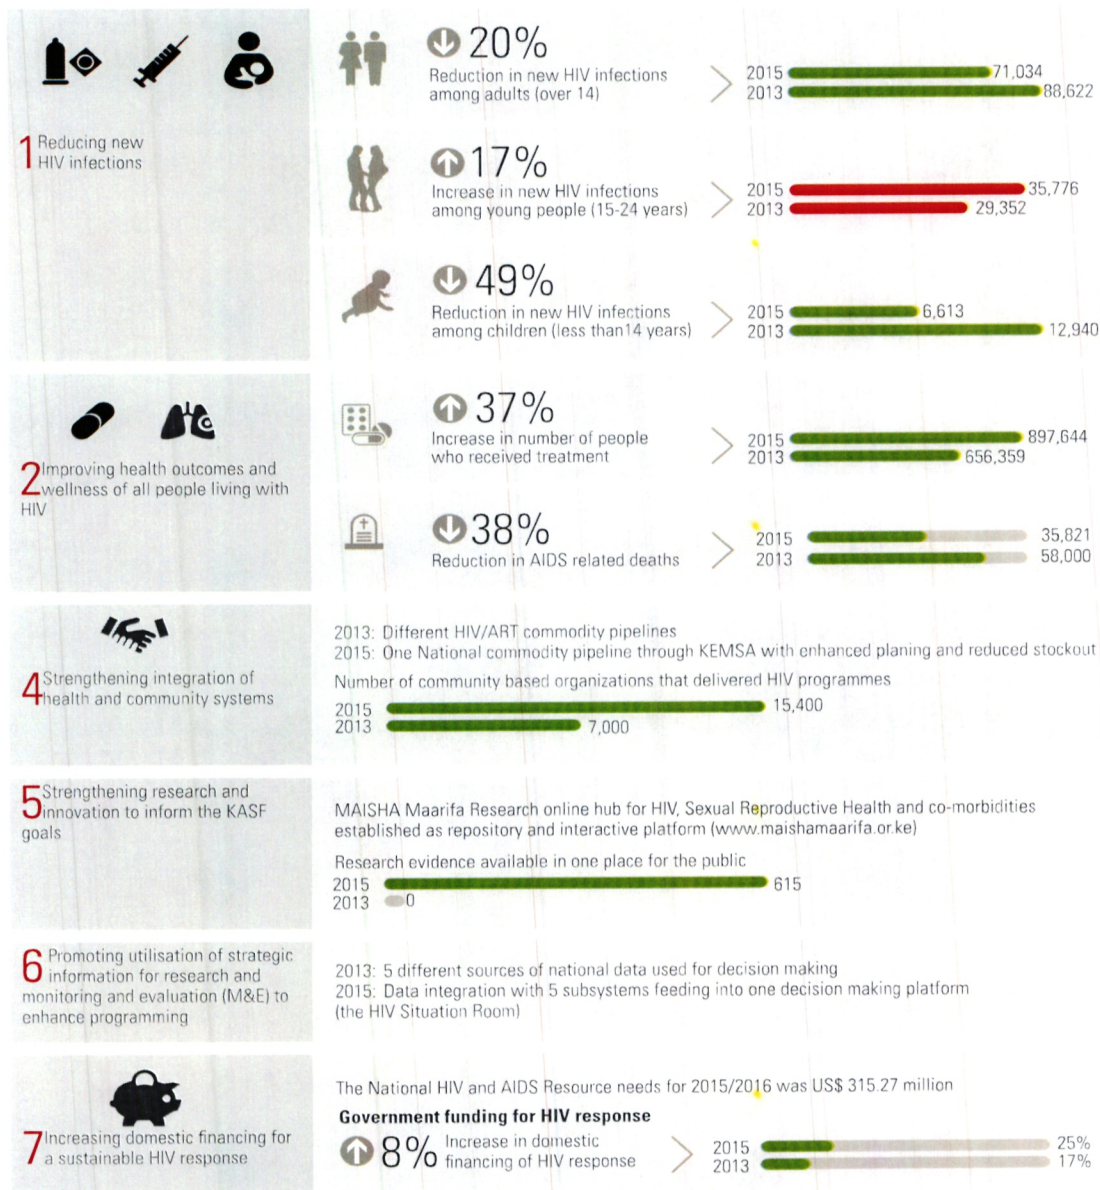 1 Reducing new
HIV infections
20%
Reduction in new HIV infections
among adults (over 14)
2015 71,034
2013 88,622
17%
Increase in new HIV infections
among young people (15-24 years)
2015 35,776
2013 29,352
49%
Reduction in new HIV infections
among children (less than14 years)
2015 6,613
2013 12,940
2 Improving health outcomes and
wellness of all people living with
HIV
37%
Increase in number of people
who received treatment
2015 897,644
2013 656,359
38%
Reduction in AIDS related deaths
2015 35,821
2013 58,000
4 Strengthening integration of
health and community systems
2013: Different HIV/ART commodity pipelines
2015: One National commodity pipeline through KEMSA with enhanced planing and reduced stockout
Number of community based organizations that delivered HIV programmes
2015 15,400
2013 7,000
5 Strengthening research and
innovation to inform the KASF
goals
MAISHA Maarifa Research online hub for HIV, Sexual Reproductive Health and co-morbidities
established as repository and interactive platform (www.maishamaarifa.or.ke)
Research evidence available in one place for the public
2015 615
2013 0
6 Promoting utilisation of strategic
information for research and
monitoring and evaluation (M&E) to
enhance programming
2013: 5 different sources of national data used for decision making
2015: Data integration with 5 subsystems feeding into one decision making platform
(the HIV Situation Room)
7 Increasing domestic financing for
a sustainable HIV response
The National HIV and AIDS Resource needs for 2015/2016 was US$ 315.27 million
Government funding for HIV response
8% Increase in domestic
financing of HIV response
2015 25%
2013 17%